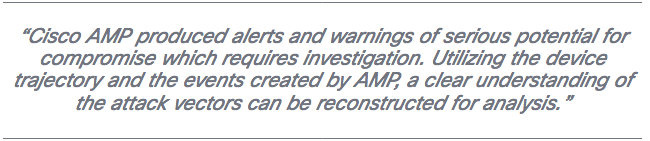 “Cisco AMP produced alerts and warnings of serious potential for
compromise which requires investigation. Utilizing the device
trajectory and the events created by AMP, a clear understanding of
the attack vectors can be reconstructed for analysis.”